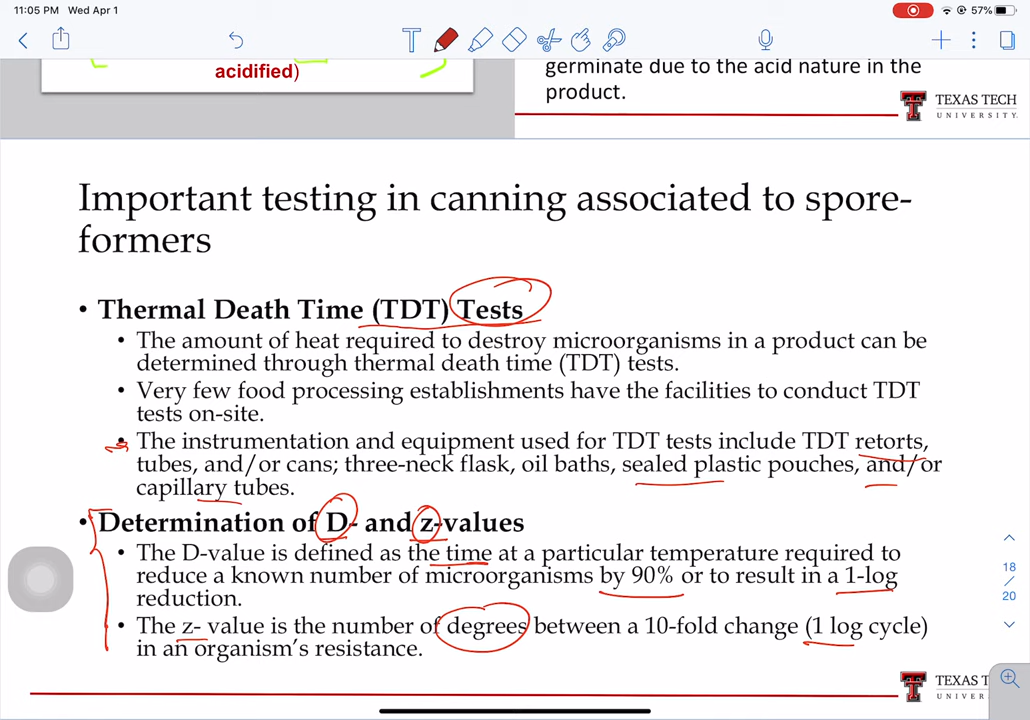 11:05 PM Wed Apr 1
57%
T
acidified)
germinate due to the acid nature in the
product.
TEXAS TECH
UNIVERSITY.
Important testing in canning associated to spore-
formers
• Thermal Death Time (TDT) Tests
• The amount of heat required to destroy microorganisms in a product can be
determined through thermal death time (TDT) tests.
• Very few food processing establishments have the facilities to conduct TDT
tests on-site.
• The instrumentation and equipment used for TDT tests include TDT retorts,
tubes, and/or cans; three-neck flask, oil baths, sealed plastic pouches, and/or
capillary tubes.
• Determination of D- and z-values
• The D-value is defined as the time at a particular temperature required to
reduce a known number of microorganisms by 90% or to result in a 1-log
reduction.
• The z- value is the number of degrees between a 10-fold change (1 log cycle)
in an organism's resistance.
18
/
20
TEXAS T
UNIVER